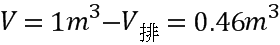 V = 1m³−V排 = 0.46m³